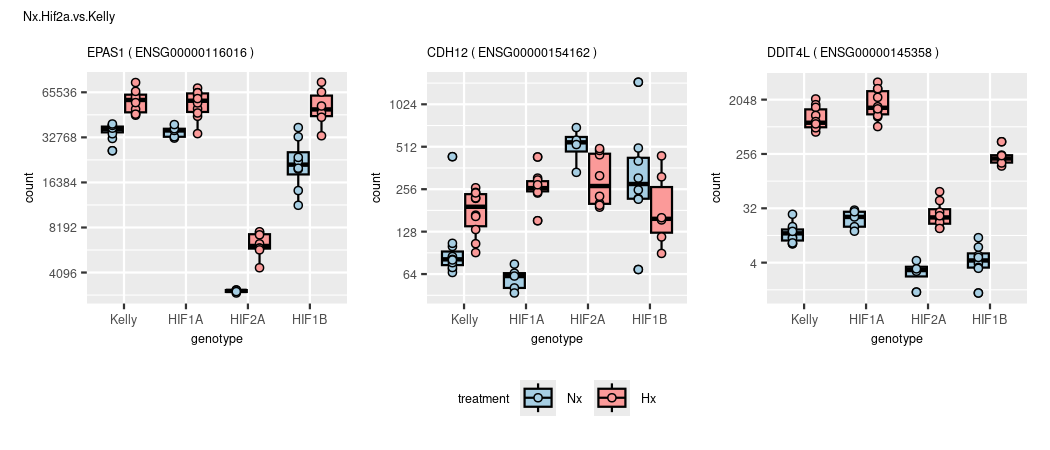 Nx.Hif2a.vs.Kelly
EPAS1 ( ENSG00000116016 )
count
65536
32768
16384
8192
4096
Kelly HIF1A HIF2A HIF1B
genotype
CDH12 ( ENSG00000154162 )
count
1024
512
256
128
64
Kelly HIF1A HIF2A HIF1B
genotype
DDIT4L ( ENSG00000145358 )
count
2048
256
32
4
Kelly HIF1A HIF2A HIF1B
genotype
treatment Nx Hx